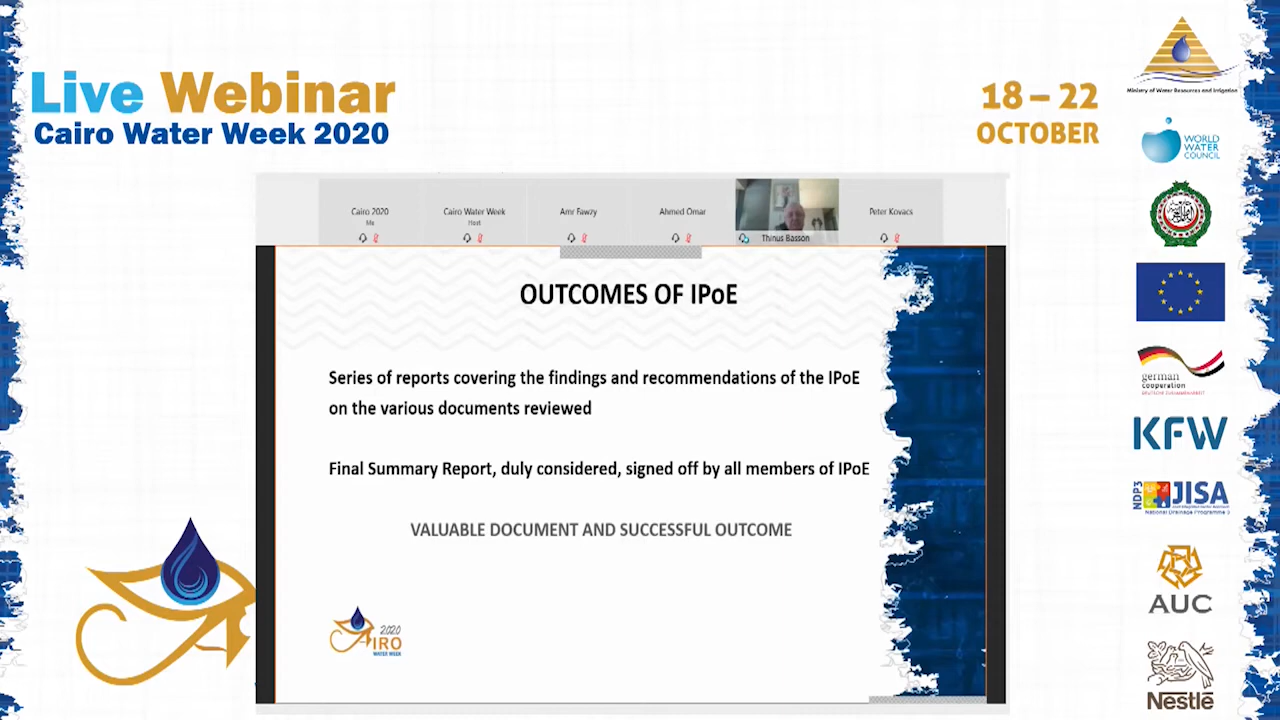 Live Webinar
Cairo Water Week 2020
18 – 22
OCTOBER
Ministry of Water Resources and Irrigation
WORLD
WATER
COUNCIL
german
cooperation
DEUTSCHE ZUSAMMENARBEIT
KFW
NDP3
JISA
National Drainage Programme 3
AUC
Nestlé
Cairo 2020
Me
Cairo Water Week
Host
Amr Fawzy
Ahmed Omar
Thinus Basson
Peter Kovacs
OUTCOMES OF IPoE
Series of reports covering the findings and recommendations of the IPoE
on the various documents reviewed
Final Summary Report, duly considered, signed off by all members of IPoE
VALUABLE DOCUMENT AND SUCCESSFUL OUTCOME
2020
CAIRO
WATER WEEK